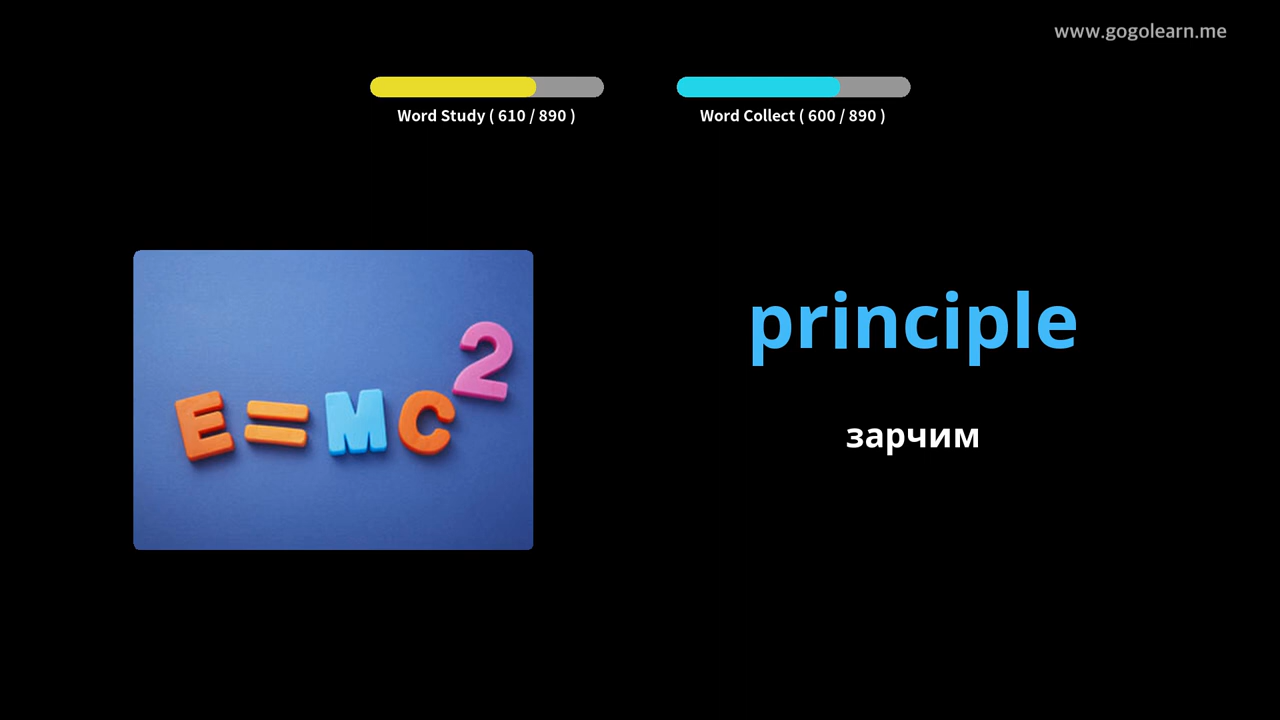 www.gogolearn.me
Word Study ( 610 / 890 )
Word Collect ( 600 / 890 )
E=MC2
principle
зарчим